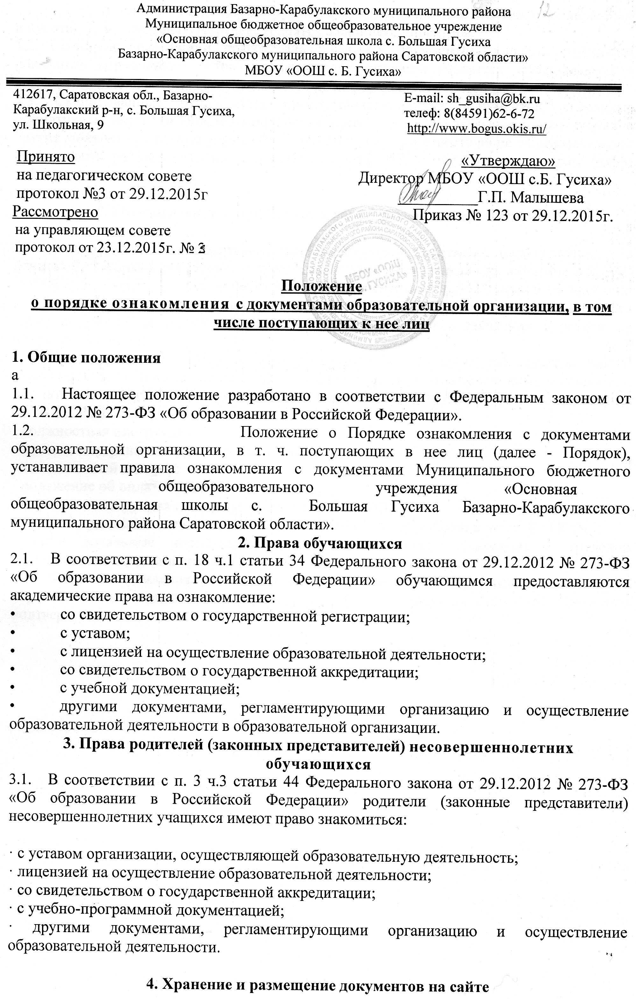 12
Администрация Базарно-Карабулакского муниципального района
Муниципальное бюджетное общеобразовательное учреждение
«Основная общеобразовательная школа с. Большая Гусиха
Базарно-Карабулакского муниципального района Саратовской области»
МБОУ «ООШ с. Б. Гусиха»
412617, Саратовская обл., Базарно-
Карабулакский р-н, с. Большая Гусиха,
ул. Школьная, 9
E-mail: sh_gusiha@bk.ru
телеф: 8(84591)62-6-72
http://www.bogus.okis.ru/
Принято
на педагогическом совете
протокол №3 от 29.12.2015г
Рассмотрено
на управляющем совете
протокол от 23.12.2015г. № 3
«Утверждаю»
Директор МБОУ «ООШ с.Б. Гусиха»
__________Г.П. Малышева
Приказ № 123 от 29.12.2015г.
МБОУ «ООШ
с. Б. ГУСИХА»
Положение
о порядке ознакомления с документами образовательной организации, в том
числе поступающих к нее лиц
1. Общие положения
а
1.1. Настоящее положение разработано в соответствии с Федеральным законом от
29.12.2012 № 273-ФЗ «Об образовании в Российской Федерации».
1.2. Положение о Порядке ознакомления с документами
образовательной организации, в т. ч. поступающих в нее лиц (далее - Порядок),
устанавливает правила ознакомления с документами Муниципального бюджетного
общеобразовательного учреждения «Основная
общеобразовательная школы с. Большая Гусиха Базарно-Карабулакского
муниципального района Саратовской области».
2. Права обучающихся
2.1. В соответствии с п. 18 ч.1 статьи 34 Федерального закона от 29.12.2012 № 273-ФЗ
«Об образовании в Российской Федерации» обучающимся предоставляются
академические права на ознакомление:
• со свидетельством о государственной регистрации;
• с уставом;
• с лицензией на осуществление образовательной деятельности;
• со свидетельством о государственной аккредитации;
• с учебной документацией;
• другими документами, регламентирующими организацию и осуществление
образовательной деятельности в образовательной организации.
3. Права родителей (законных представителей) несовершеннолетних
обучающихся
3.1. В соответствии с п. 3 ч.3 статьи 44 Федерального закона от 29.12.2012 № 273-ФЗ
«Об образовании в Российской Федерации» родители (законные представители)
несовершеннолетних учащихся имеют право знакомиться:
· с уставом организации, осуществляющей образовательную деятельность;
· лицензией на осуществление образовательной деятельности;
· со свидетельством о государственной аккредитации;
· с учебно-программной документацией;
· другими документами, регламентирующими организацию и осуществление
образовательной деятельности.
4. Хранение и размещение документов на сайте